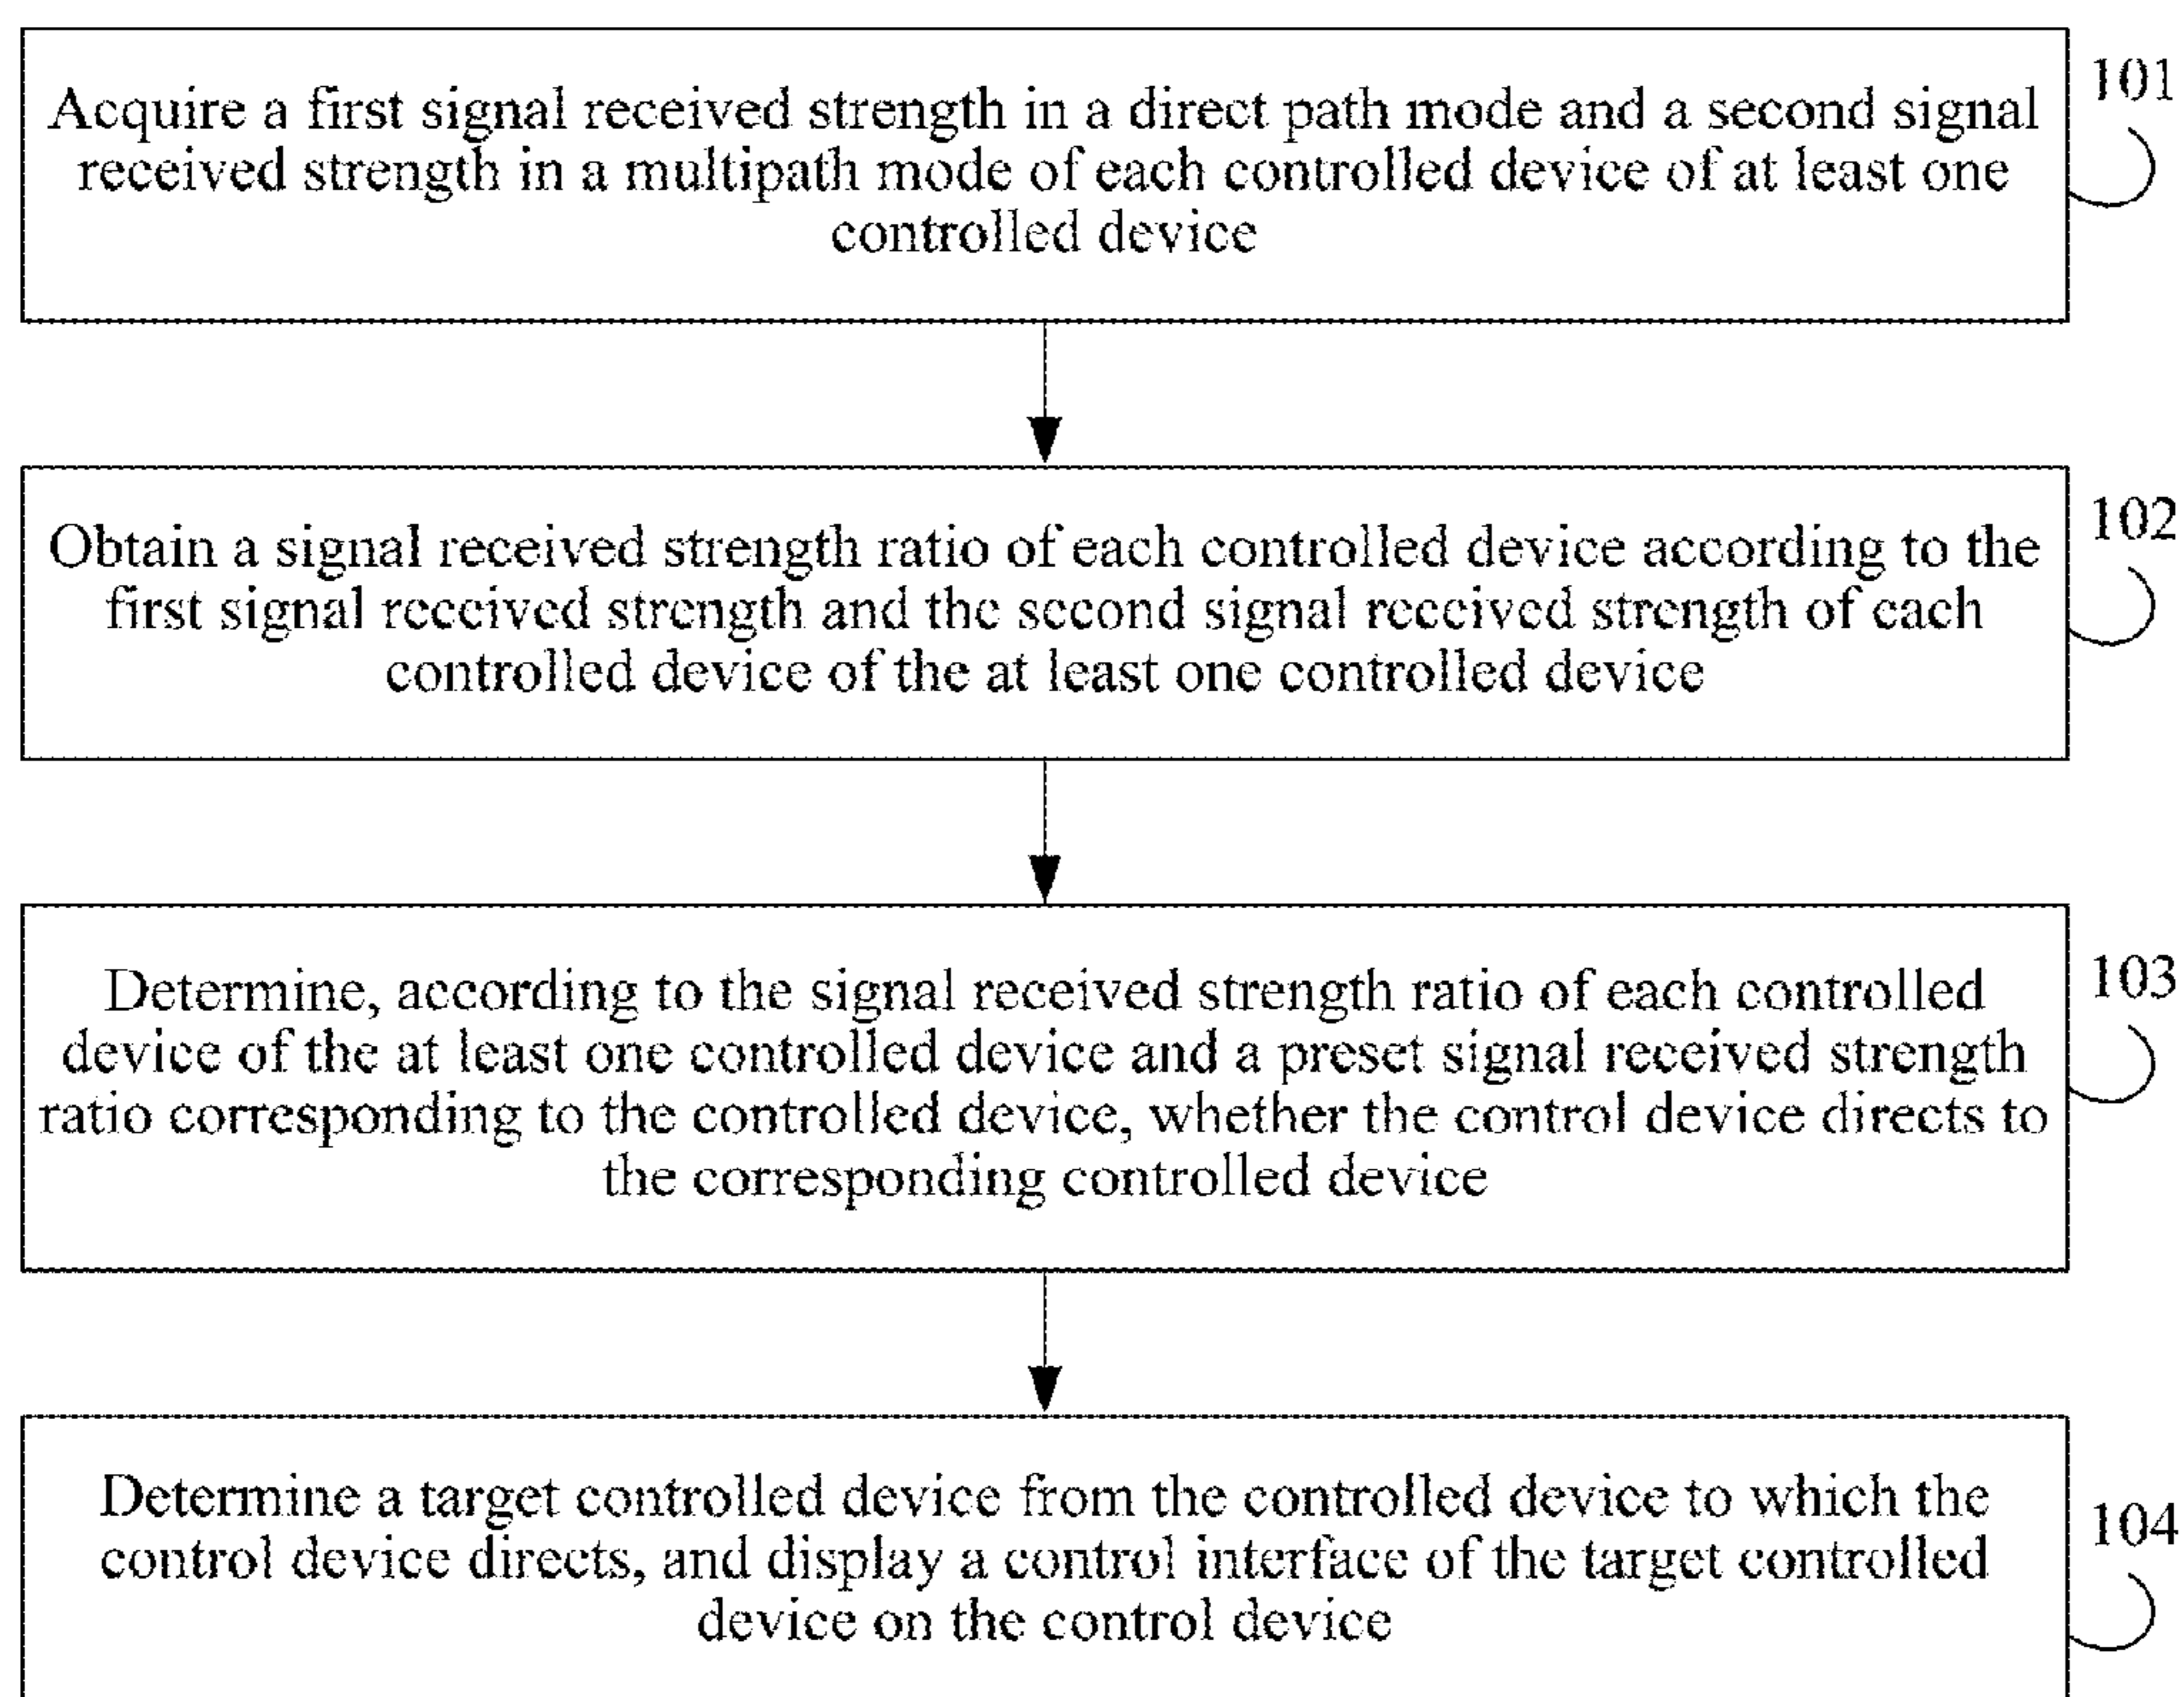 Acquire a first signal received strength in a direct path mode and a second signal
received strength in a multipath mode of each controlled device of at least one
controlled device
101
Obtain a signal received strength ratio of each controlled device according to the
first signal received strength and the second signal received strength of each
controlled device of the at least one controlled device
102
Determine, according to the signal received strength ratio of each controlled
device of the at least one controlled device and a preset signal received strength
ratio corresponding to the controlled device, whether the control device directs to
the corresponding controlled device
103
Determine a target controlled device from the controlled device to which the
control device directs, and display a control interface of the target controlled
device on the control device
104